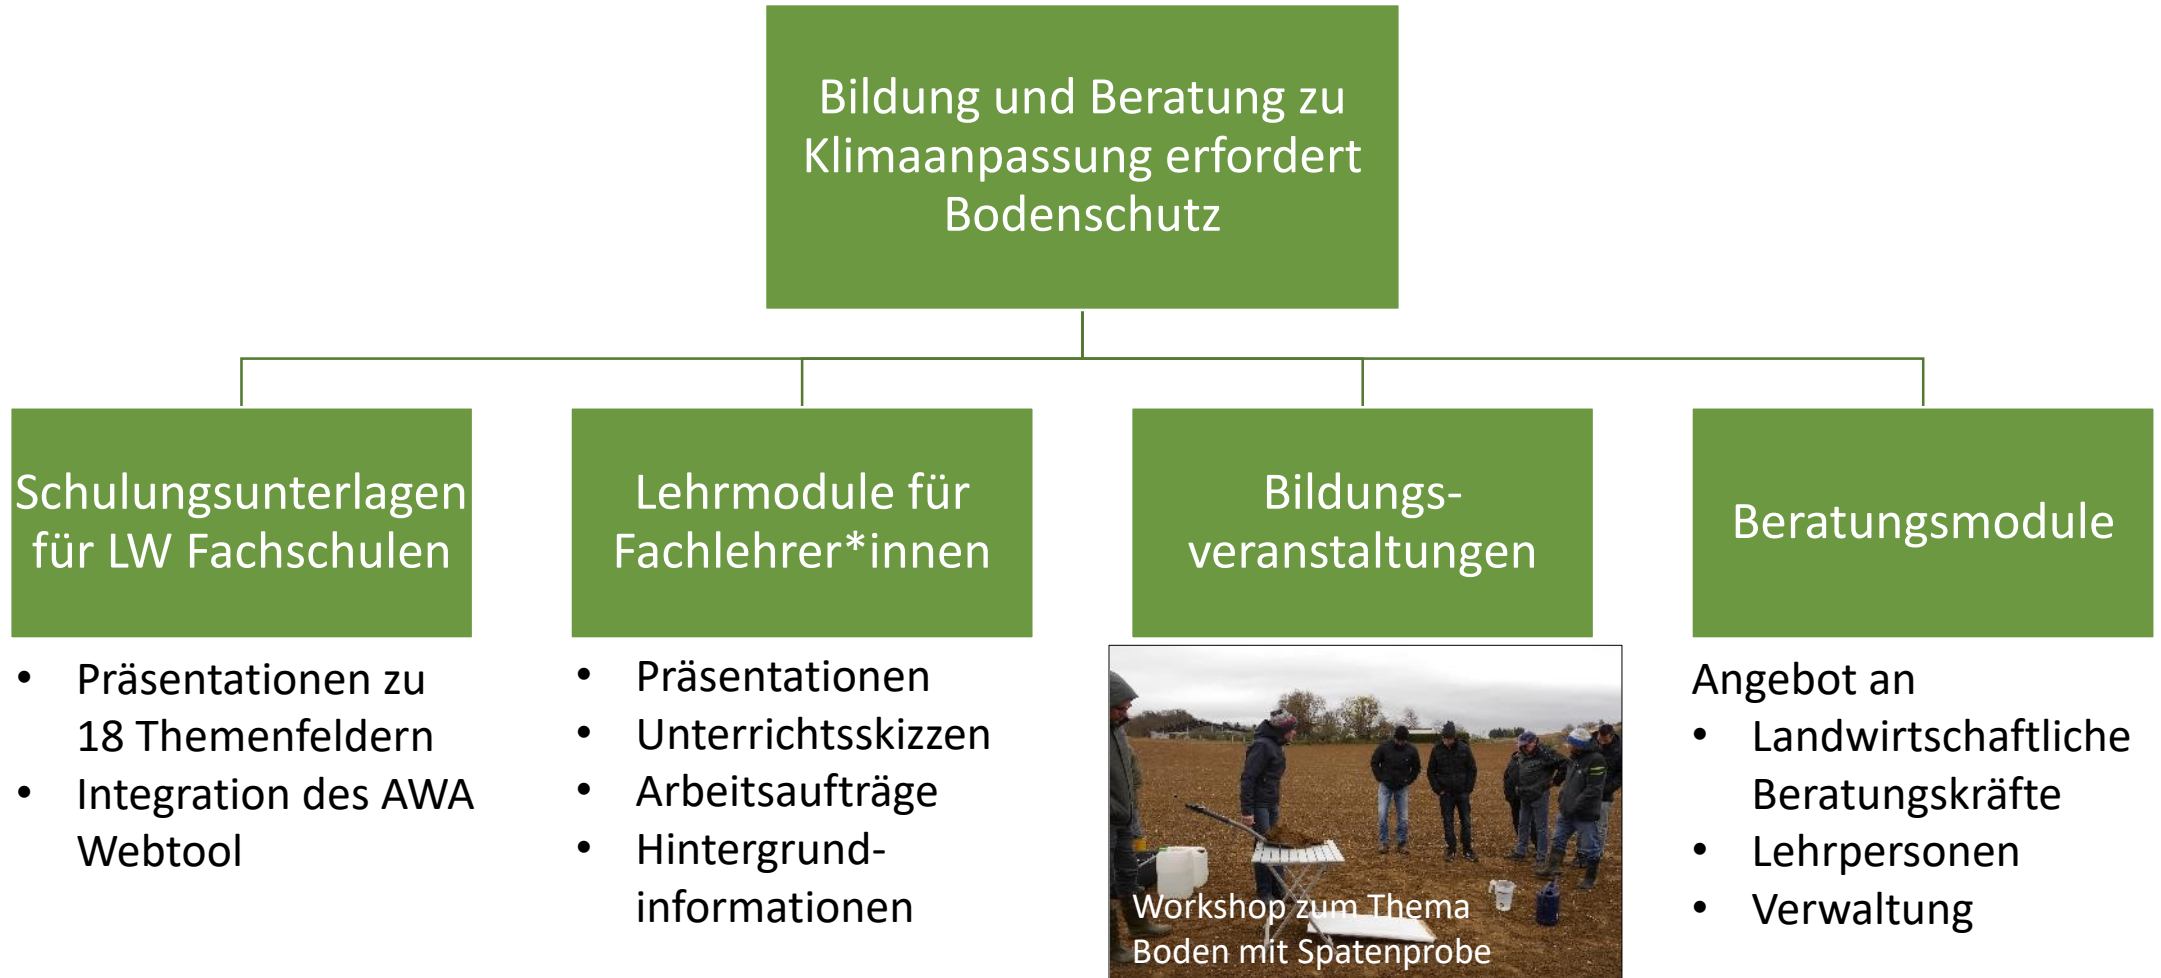 Bildung und Beratung zu
Klimaanpassung erfordert
Bodenschutz
Schulungsunterlagen
für LW Fachschulen
• Präsentationen zu
18 Themenfeldern
• Integration des AWA
Webtool
Lehrmodule für
Fachlehrer*innen
• Präsentationen
• Unterrichtsskizzen
• Arbeitsaufträge
• Hintergrund-
informationen
Bildungs-
veranstaltungen
Workshop zum Thema
Boden mit Spatenprobe
Beratungsmodule
Angebot an
• Landwirtschaftliche
Beratungskräfte
• Lehrpersonen
• Verwaltung